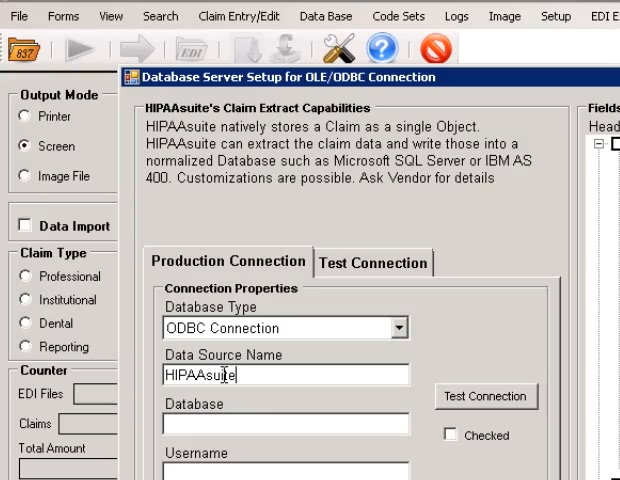 File Forms View Search Claim Entry/Edit Data Base Code Sets Logs Image Setup EDI E
837 EDI
Database Server Setup for OLE/ODBC Connection
Output Mode
Printer
Screen
Image File
Data Import
Claim Type
Professional
Institutional
Dental
Reporting
Counter
EDI Files
Claims
Total Amount
HIPAAsuite's Claim Extract Capabilities
HIPAAsuite natively stores a Claim as a single Object.
HIPAAsuite can extract the claim data and write those into a
normalized Database such as Microsoft SQL Server or IBM AS
400. Customizations are possible. Ask Vendor for details
Production Connection Test Connection
Connection Properties
Database Type
ODBC Connection
Data Source Name
HIPAAsuite
Database
Username
Test Connection
Checked
Fields
Head